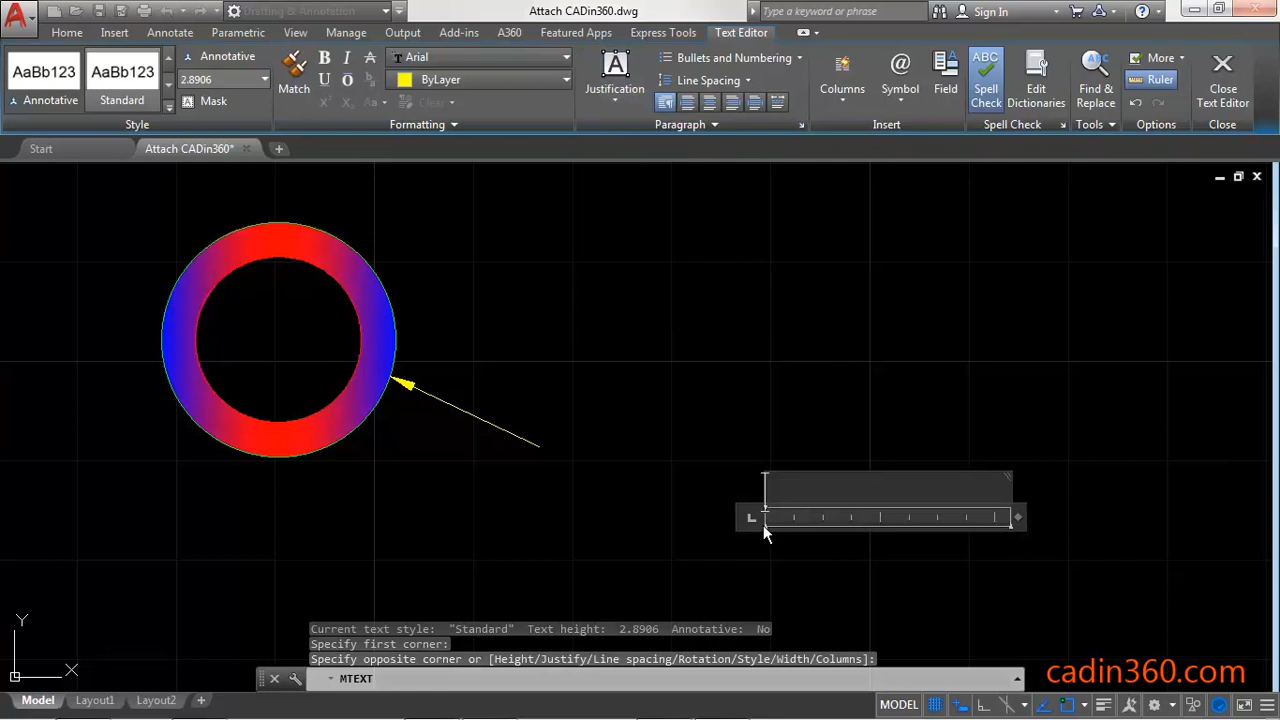 Drafting & Annotation
Attach CADin360.dwg
Type a keyword or phrase
Sign In
Home Insert Annotate Parametric View Manage Output Add-ins A360 Featured Apps Express Tools Text Editor
AaBb123 Annotative
AaBb123 Standard
Annotative
2.8906
Mask
Style
Match
B I A
U O
Arial
ByLayer
Aa
Clear
Formatting
A
Justification
Bullets and Numbering
Line Spacing
Paragraph
Columns
@
Symbol
Field
Insert
ABC
Spell Check
Edit Dictionaries
Spell Check
Find & Replace
Tools
More
Ruler
Options
Close Text Editor
Close
Start
Attach CADin360*
Y
X
Current text style: "Standard" Text height: 2.8906 Annotative: No
Specify first corner:
Specify opposite corner or [Height/Justify/Line spacing/Rotation/Style/Width/Columns]:
MTEXT
cadin360.com
Model Layout1 Layout2
MODEL